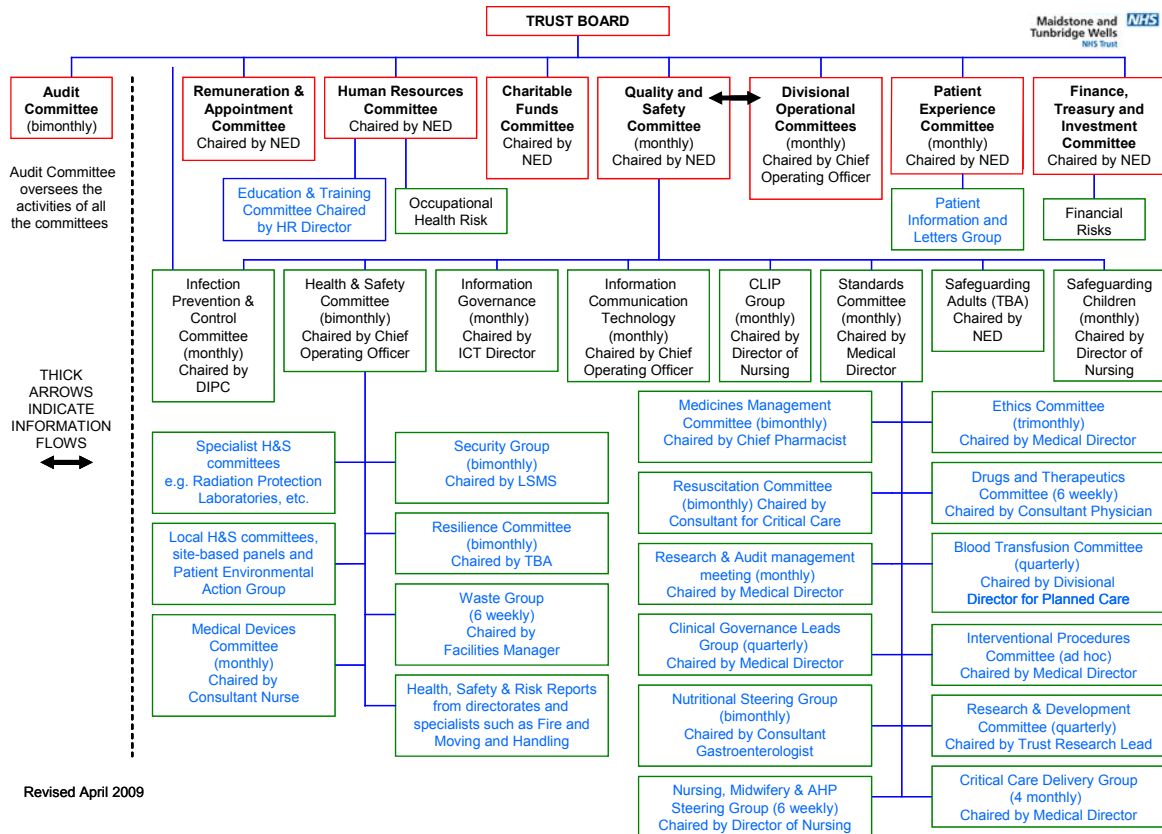 TRUST BOARD
Maidstone and
Tunbridge Wells
NHS
NHS Trust
Audit
Committee
(bimonthly)
Remuneration &
Appointment
Committee
Chaired by NED
Human Resources
Committee
Chaired by NED
Charitable
Funds
Committee
Chaired by
NED
Quality and
Safety
Committee
(monthly)
Chaired by NED
Divisional
Operational
Committees
(monthly)
Chaired by Chief
Operating Officer
Patient
Experience
Committee
(monthly)
Chaired by NED
Finance,
Treasury and
Investment
Committee
Chaired by NED
Audit Committee
oversees the
activities of all
the committees
Education & Training
Committee Chaired
by HR Director
Occupational
Health Risk
Patient
Information and
Letters Group
Financial
Risks
Infection
Prevention &
Control
Committee
(monthly)
Chaired by
DIPC
Health & Safety
Committee
(bimonthly)
Chaired by Chief
Operating Officer
Information
Governance
(monthly)
Chaired by
ICT Director
Information
Communication
Technology
(monthly)
Chaired by Chief
Operating Officer
CLIP
Group
(monthly)
Chaired by
Director of
Nursing
Standards
Committee
(monthly)
Chaired by
Medical
Director
Safeguarding
Adults (TBA)
Chaired by
NED
Safeguarding
Children
(monthly)
Chaired by
Director of
Nursing
THICK
ARROWS
INDICATE
INFORMATION
FLOWS
Specialist H&S
committees
e.g. Radiation Protection
Laboratories, etc.
Local H&S committees,
site-based panels and
Patient Environmental
Action Group
Medical Devices
Committee
(monthly)
Chaired by
Consultant Nurse
Security Group
(bimonthly)
Chaired by LSMS
Resilience Committee
(bimonthly)
Chaired by TBA
Waste Group
(6 weekly)
Chaired by
Facilities Manager
Health, Safety & Risk Reports
from directorates and
specialists such as Fire and
Moving and Handling
Medicines Management
Committee (bimonthly)
Chaired by Chief Pharmacist
Resuscitation Committee
(bimonthly) Chaired by
Consultant for Critical Care
Research & Audit management
meeting (monthly)
Chaired by Medical Director
Clinical Governance Leads
Group (quarterly)
Chaired by Medical Director
Nutritional Steering Group
(bimonthly)
Chaired by Consultant
Gastroenterologist
Nursing, Midwifery & AHP
Steering Group (6 weekly)
Chaired by Director of Nursing
Ethics Committee
(trimonthly)
Chaired by Medical Director
Drugs and Therapeutics
Committee (6 weekly)
Chaired by Consultant Physician
Blood Transfusion Committee
(quarterly)
Chaired by Divisional
Director for Planned Care
Interventional Procedures
Committee (ad hoc)
Chaired by Medical Director
Research & Development
Committee (quarterly)
Chaired by Trust Research Lead
Critical Care Delivery Group
(4 monthly)
Chaired by Medical Director
Revised April 2009